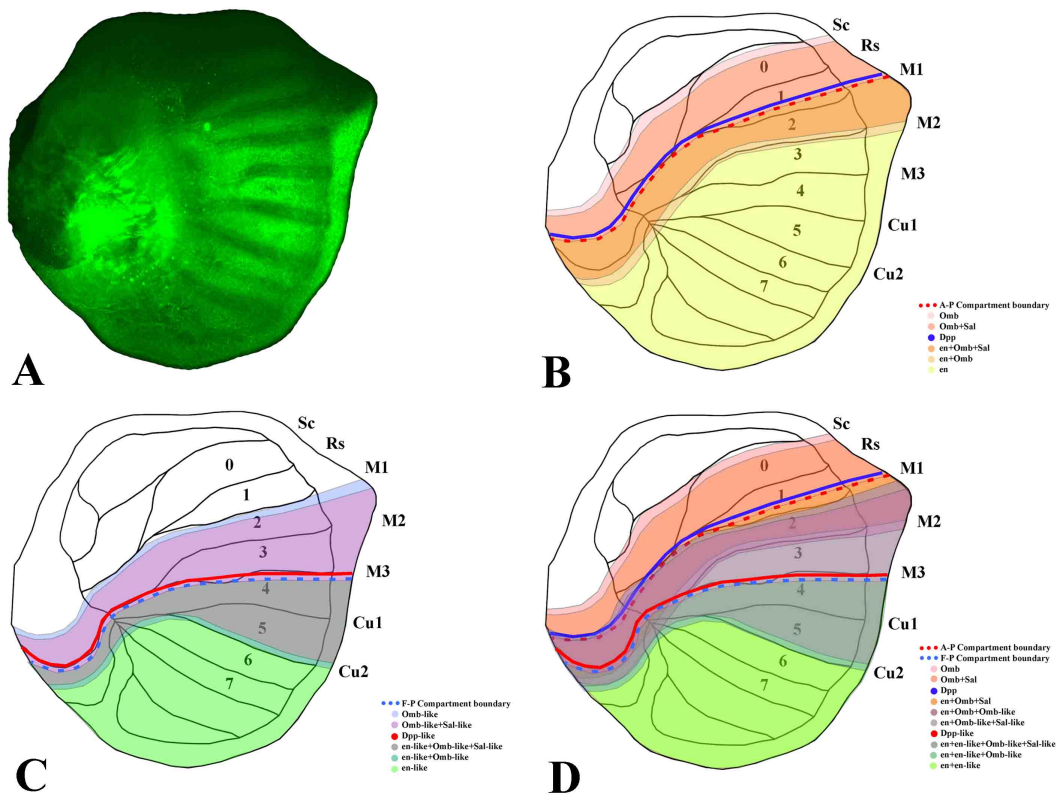 A
Sc
Rs
M1
M2
M3
Cu1
Cu2
0
1
2
3
4
5
6
7
A-P Compartment boundary
Omb
Omb+Sal
Dpp
en+Omb+Sal
en+Omb
en
B
Sc
Rs
M1
M2
M3
Cu1
Cu2
0
1
2
3
4
5
6
7
F-P Compartment boundary
Omb-like
Omb-like+Sal-like
Dpp-like
en-like+Omb-like+Sal-like
en-like+Omb-like
en-like
C
Sc
Rs
M1
M2
M3
Cu1
Cu2
0
1
2
3
4
5
6
7
A-P Compartment boundary
F-P Compartment boundary
Omb
Omb+Sal
Dpp
en+Omb+Sal
en+Omb+Omb-like
en+Omb-like+Sal-like
Dpp-like
en+en-like+Omb-like+Sal-like
en+en-like+Omb-like
en+en-like
D